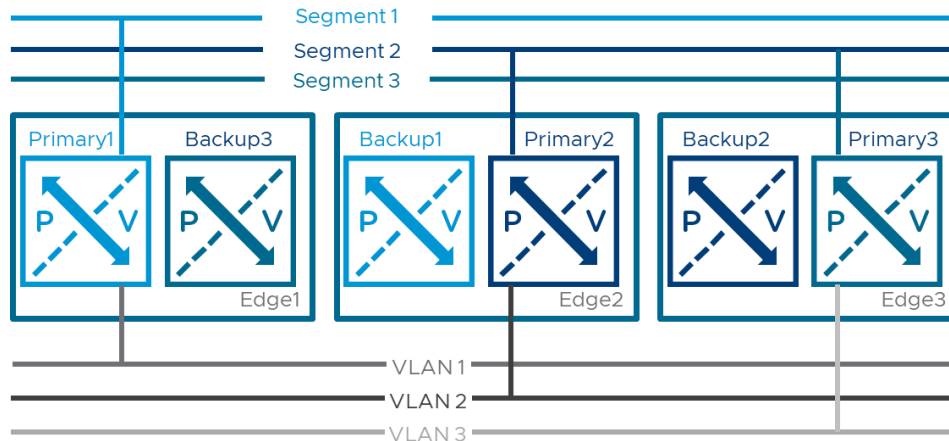 Segment 1
Segment 2
Segment 3
Primary1 Backup3 Backup1 Primary2 Backup2 Primary3
P V P V P V P V P V P V
Edge1 Edge2 Edge3
VLAN 1
VLAN 2
VLAN 3